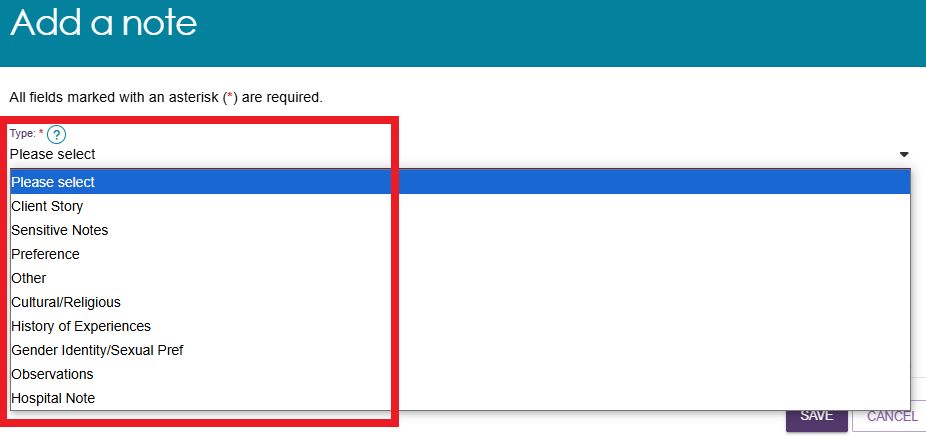 Add a note
All fields marked with an asterisk (*) are required.
Type: * ?
Please select
Please select
Client Story
Sensitive Notes
Preference
Other
Cultural/Religious
History of Experiences
Gender Identity/Sexual Pref
Observations
Hospital Note
SAVE CANCEL